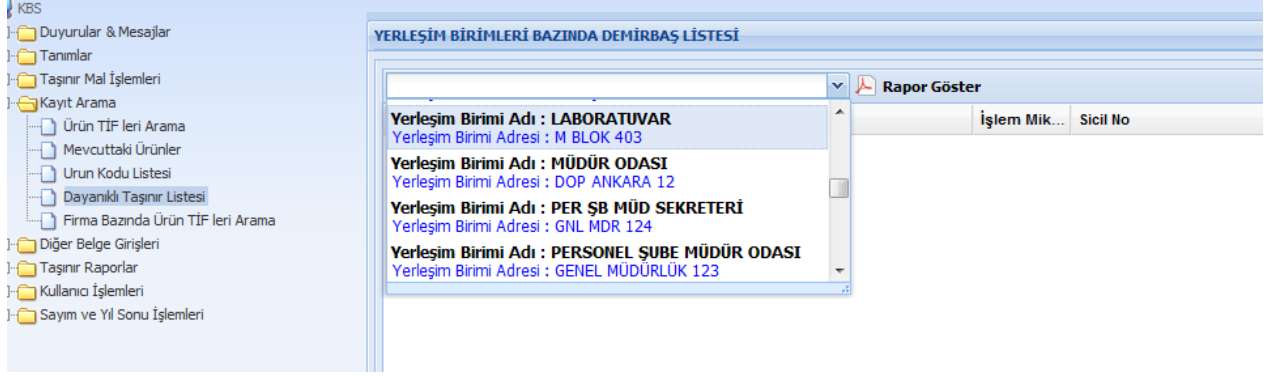 KBS
Duyurular & Mesajlar
Tanımlar
Taşınır Mal İşlemleri
Kayıt Arama
Ürün TİF leri Arama
Mevcuttaki Ürünler
Urun Kodu Listesi
Dayanıklı Taşınır Listesi
Firma Bazında Ürün TİF leri Arama
Diğer Belge Girişleri
Taşınır Raporlar
Kullanıcı İşlemleri
Sayım ve Yıl Sonu İşlemleri
YERLEŞİM BİRİMLERİ BAZINDA DEMİRBAŞ LİSTESİ
Rapor Göster
İşlem Mik... Sicil No
Yerleşim Birimi Adı : LABORATUVAR
Yerleşim Birimi Adresi : M BLOK 403
Yerleşim Birimi Adı : MÜDÜR ODASI
Yerleşim Birimi Adresi : DOP ANKARA 12
Yerleşim Birimi Adı : PER ŞB MÜD SEKRETERİ
Yerleşim Birimi Adresi : GNL MDR 124
Yerleşim Birimi Adı : PERSONEL ŞUBE MÜDÜR ODASI
Yerleşim Birimi Adresi : GENEL MÜDÜRLÜK 123